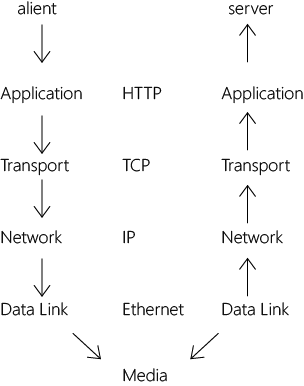 alient server
Application HTTP Application
Transport TCP Transport
Network IP Network
Data Link Ethernet Data Link
Media